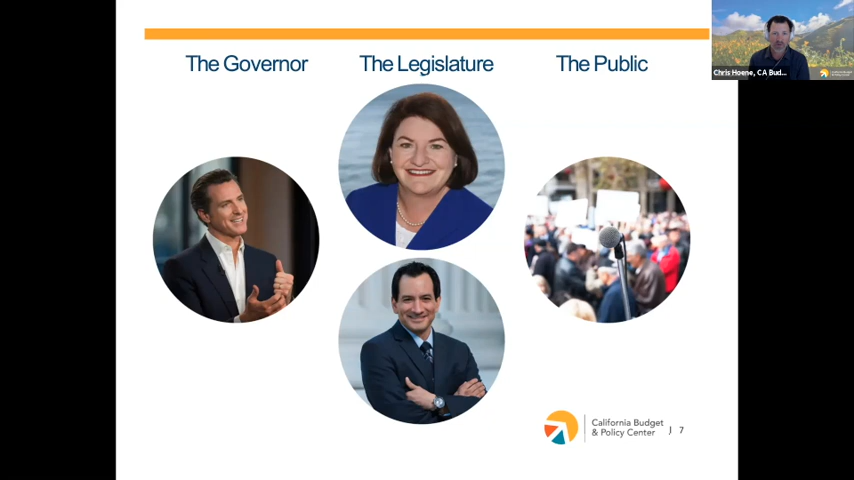 The Governor
The Legislature
The Public
Chris Hoene, CA Bud...
California Budget
& Policy Center
7